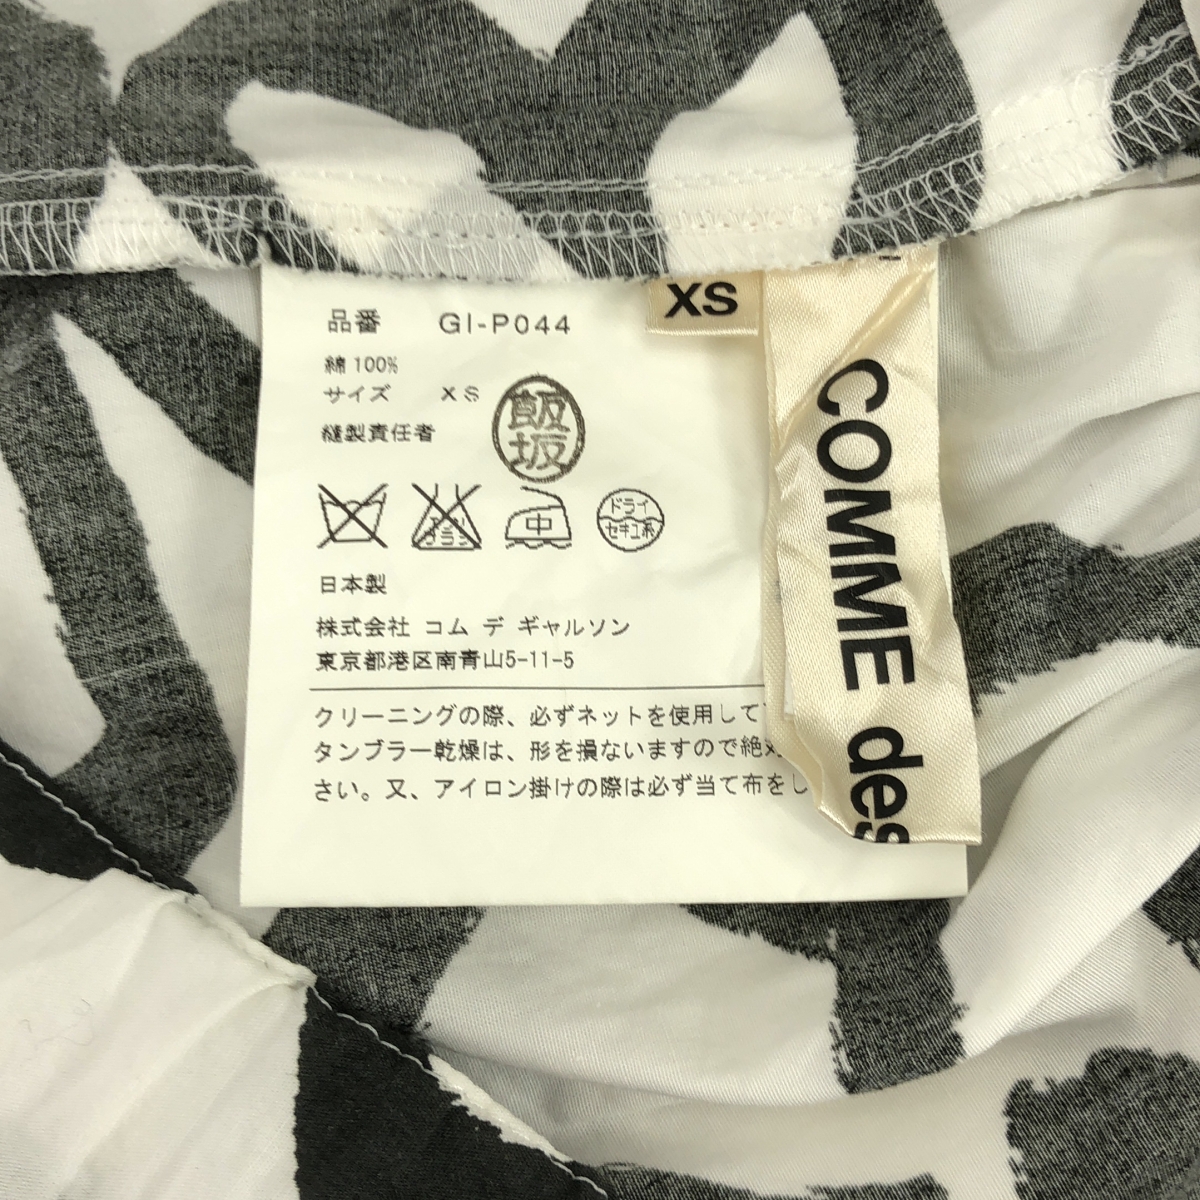 品番 GI-P044
綿 100%
サイズ XS
縫製責任者
飯坂
中
ドライ
セキユ系
日本製
株式会社 コム デ ギャルソン
東京都港区南青山5-11-5
クリーニングの際、必ずネットを使用して
タンブラー乾燥は、形を損ないますので絶対
さい。又、アイロン掛けの際は必ず当て布をし
XS
COMME des